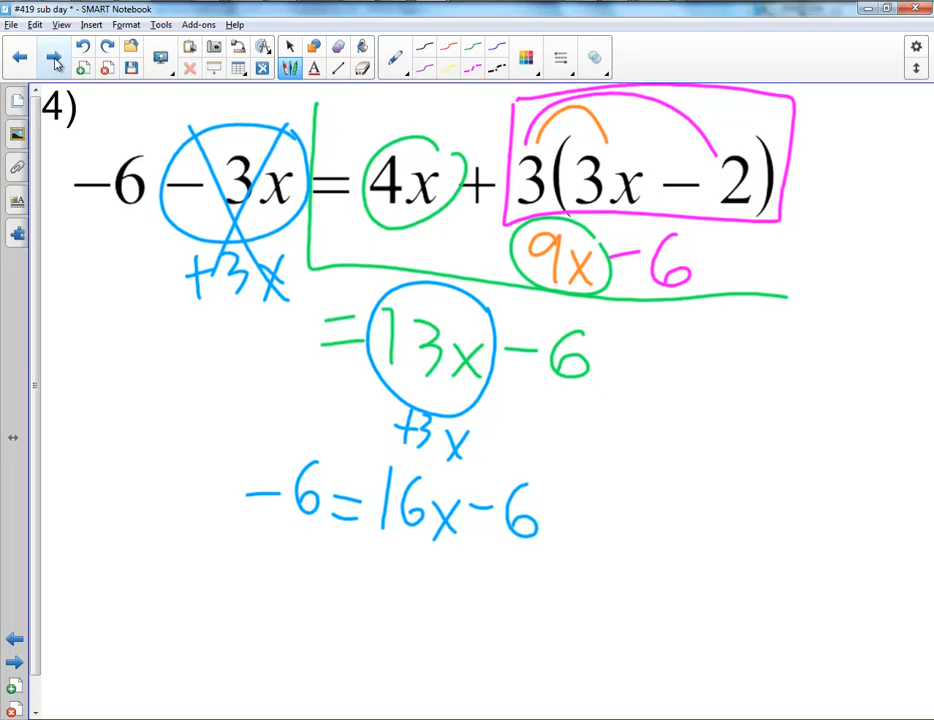 #419 sub day * - SMART Notebook
File Edit View Insert Format Tools Add-ons Help
4)
−6 − 3x = 4x + 3(3x − 2)
+3x
9x − 6
= 13x − 6
+3x
−6 = 16x − 6